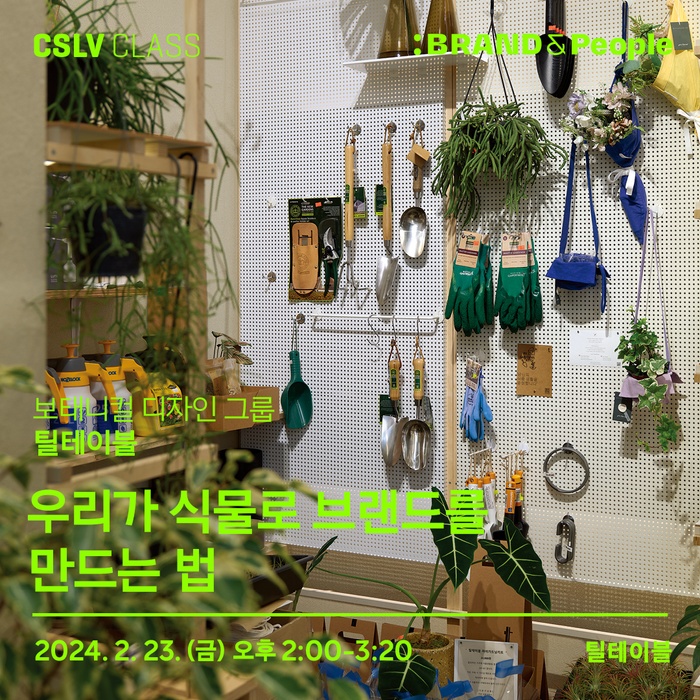 CSLV CLASS
:BRAND&People
보태니컬 디자인 그룹
틸테이블
우리가 식물로 브랜드를
만드는 법
2024. 2. 23. (금) 오후 2:00-3:20
틸테이블